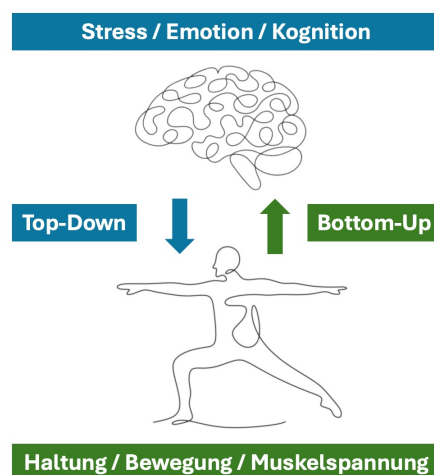 Stress / Emotion / Kognition
Top-Down
Bottom-Up
Haltung / Bewegung / Muskelspannung